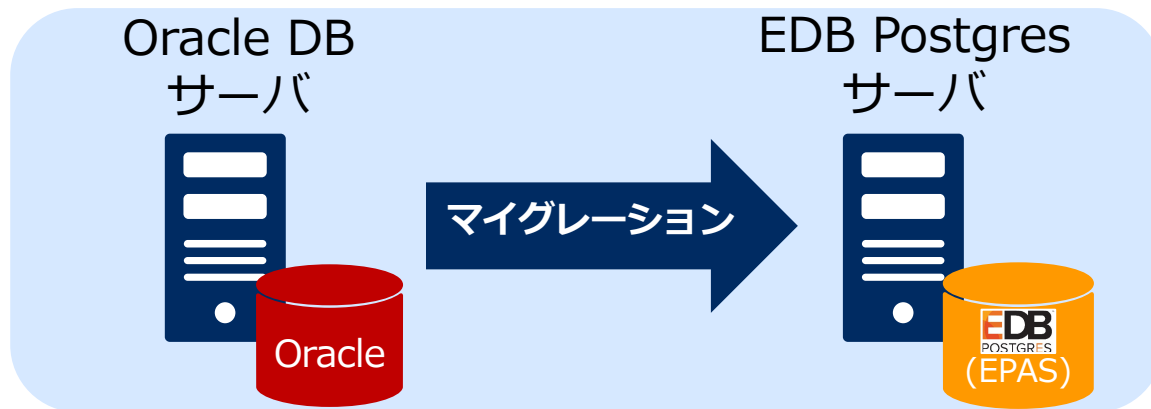 Oracle DB
サーバ
EDB Postgres
サーバ
マイグレーション
Oracle
EDB
POSTGRES
(EPAS)